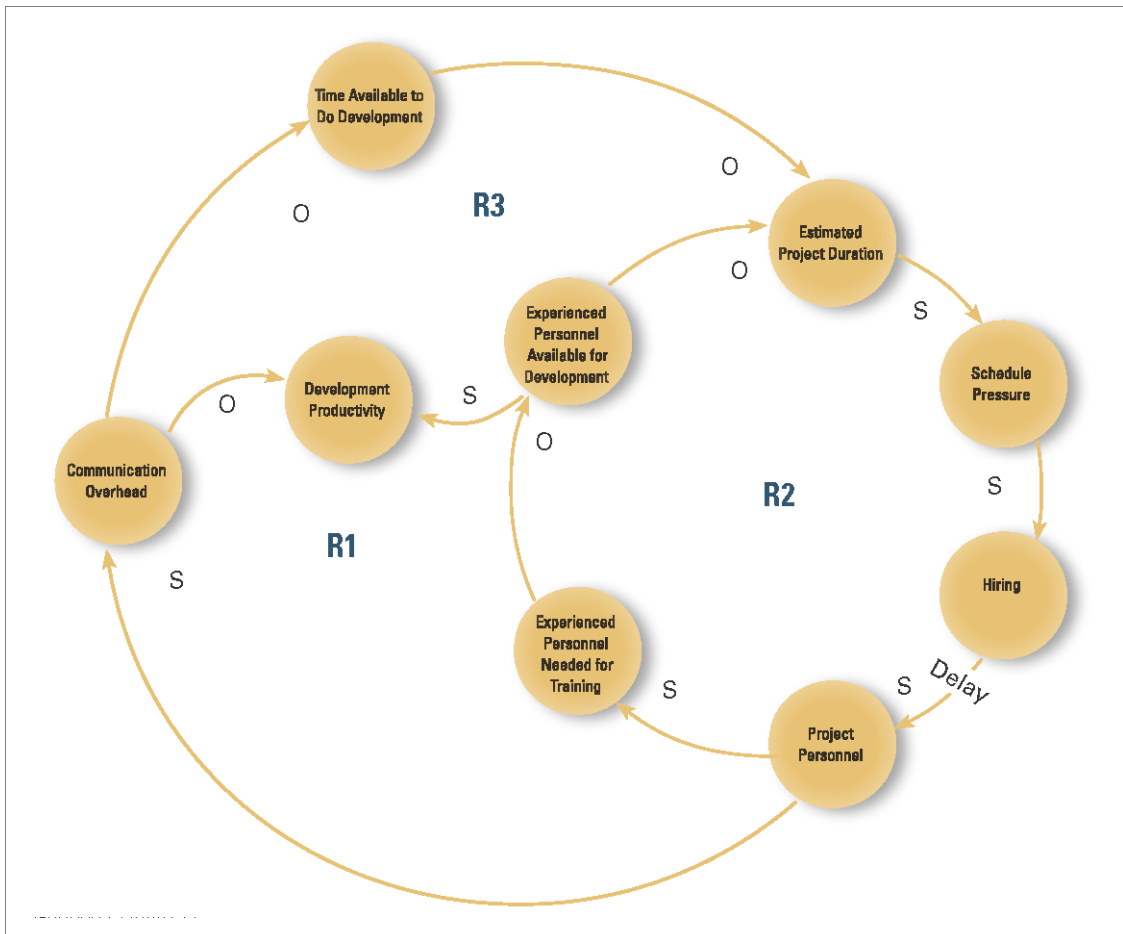 Time Available to
Do Development
O
O
R3
Estimated
Project Duration
O
S
Experienced
Personnel
Available for
Development
Schedule
Pressure
Development
Productivity
S
O
O
Communication
Overhead
S
R2
R1
S
Hiring
Experienced
Personnel
Needed for
Training
S
S
Delay
Project
Personnel